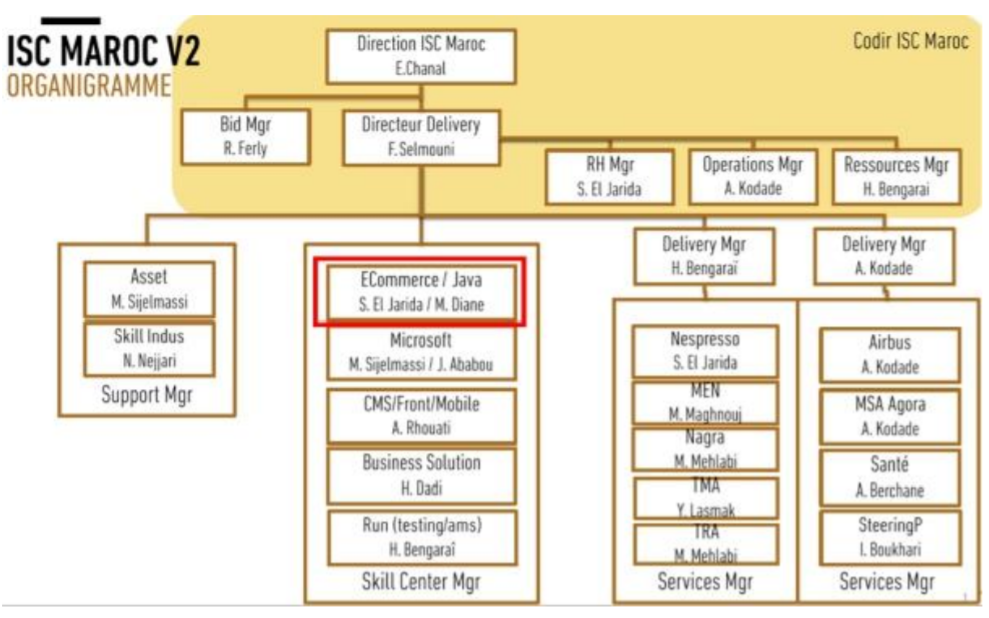 ISC MAROC V2
ORGANIGRAMME
Codir ISC Maroc
Direction ISC Maroc
E.Chanal
Bid Mgr
R. Ferly
Directeur Delivery
F.Selmouni
RH Mgr
S. El Jarida
Operations Mgr
A. Kodade
Ressources Mgr
H. Bengarai
Asset
M. Sijelmassi
Skill Indus
N. Nejjari
Support Mgr
ECommerce / Java
S. El Jarida / M. Diane
Microsoft
M. Sijelmassi / J. Ababou
CMS/Front/Mobile
A. Rhouati
Business Solution
H. Dadi
Run (testing/ams)
H. Bengaraî
Skill Center Mgr
Delivery Mgr
H. Bengaraï
Nespresso
S. El Jarida
MEN
M. Maghnouj
Nagra
M. Mehlabi
TMA
Y. Lasmak
TRA
M. Mehlabi
Services Mgr
Delivery Mgr
A. Kodade
Airbus
A. Kodade
MSA Agora
A. Kodade
Santé
A. Berchane
SteeringP
I. Boukhari
Services Mgr